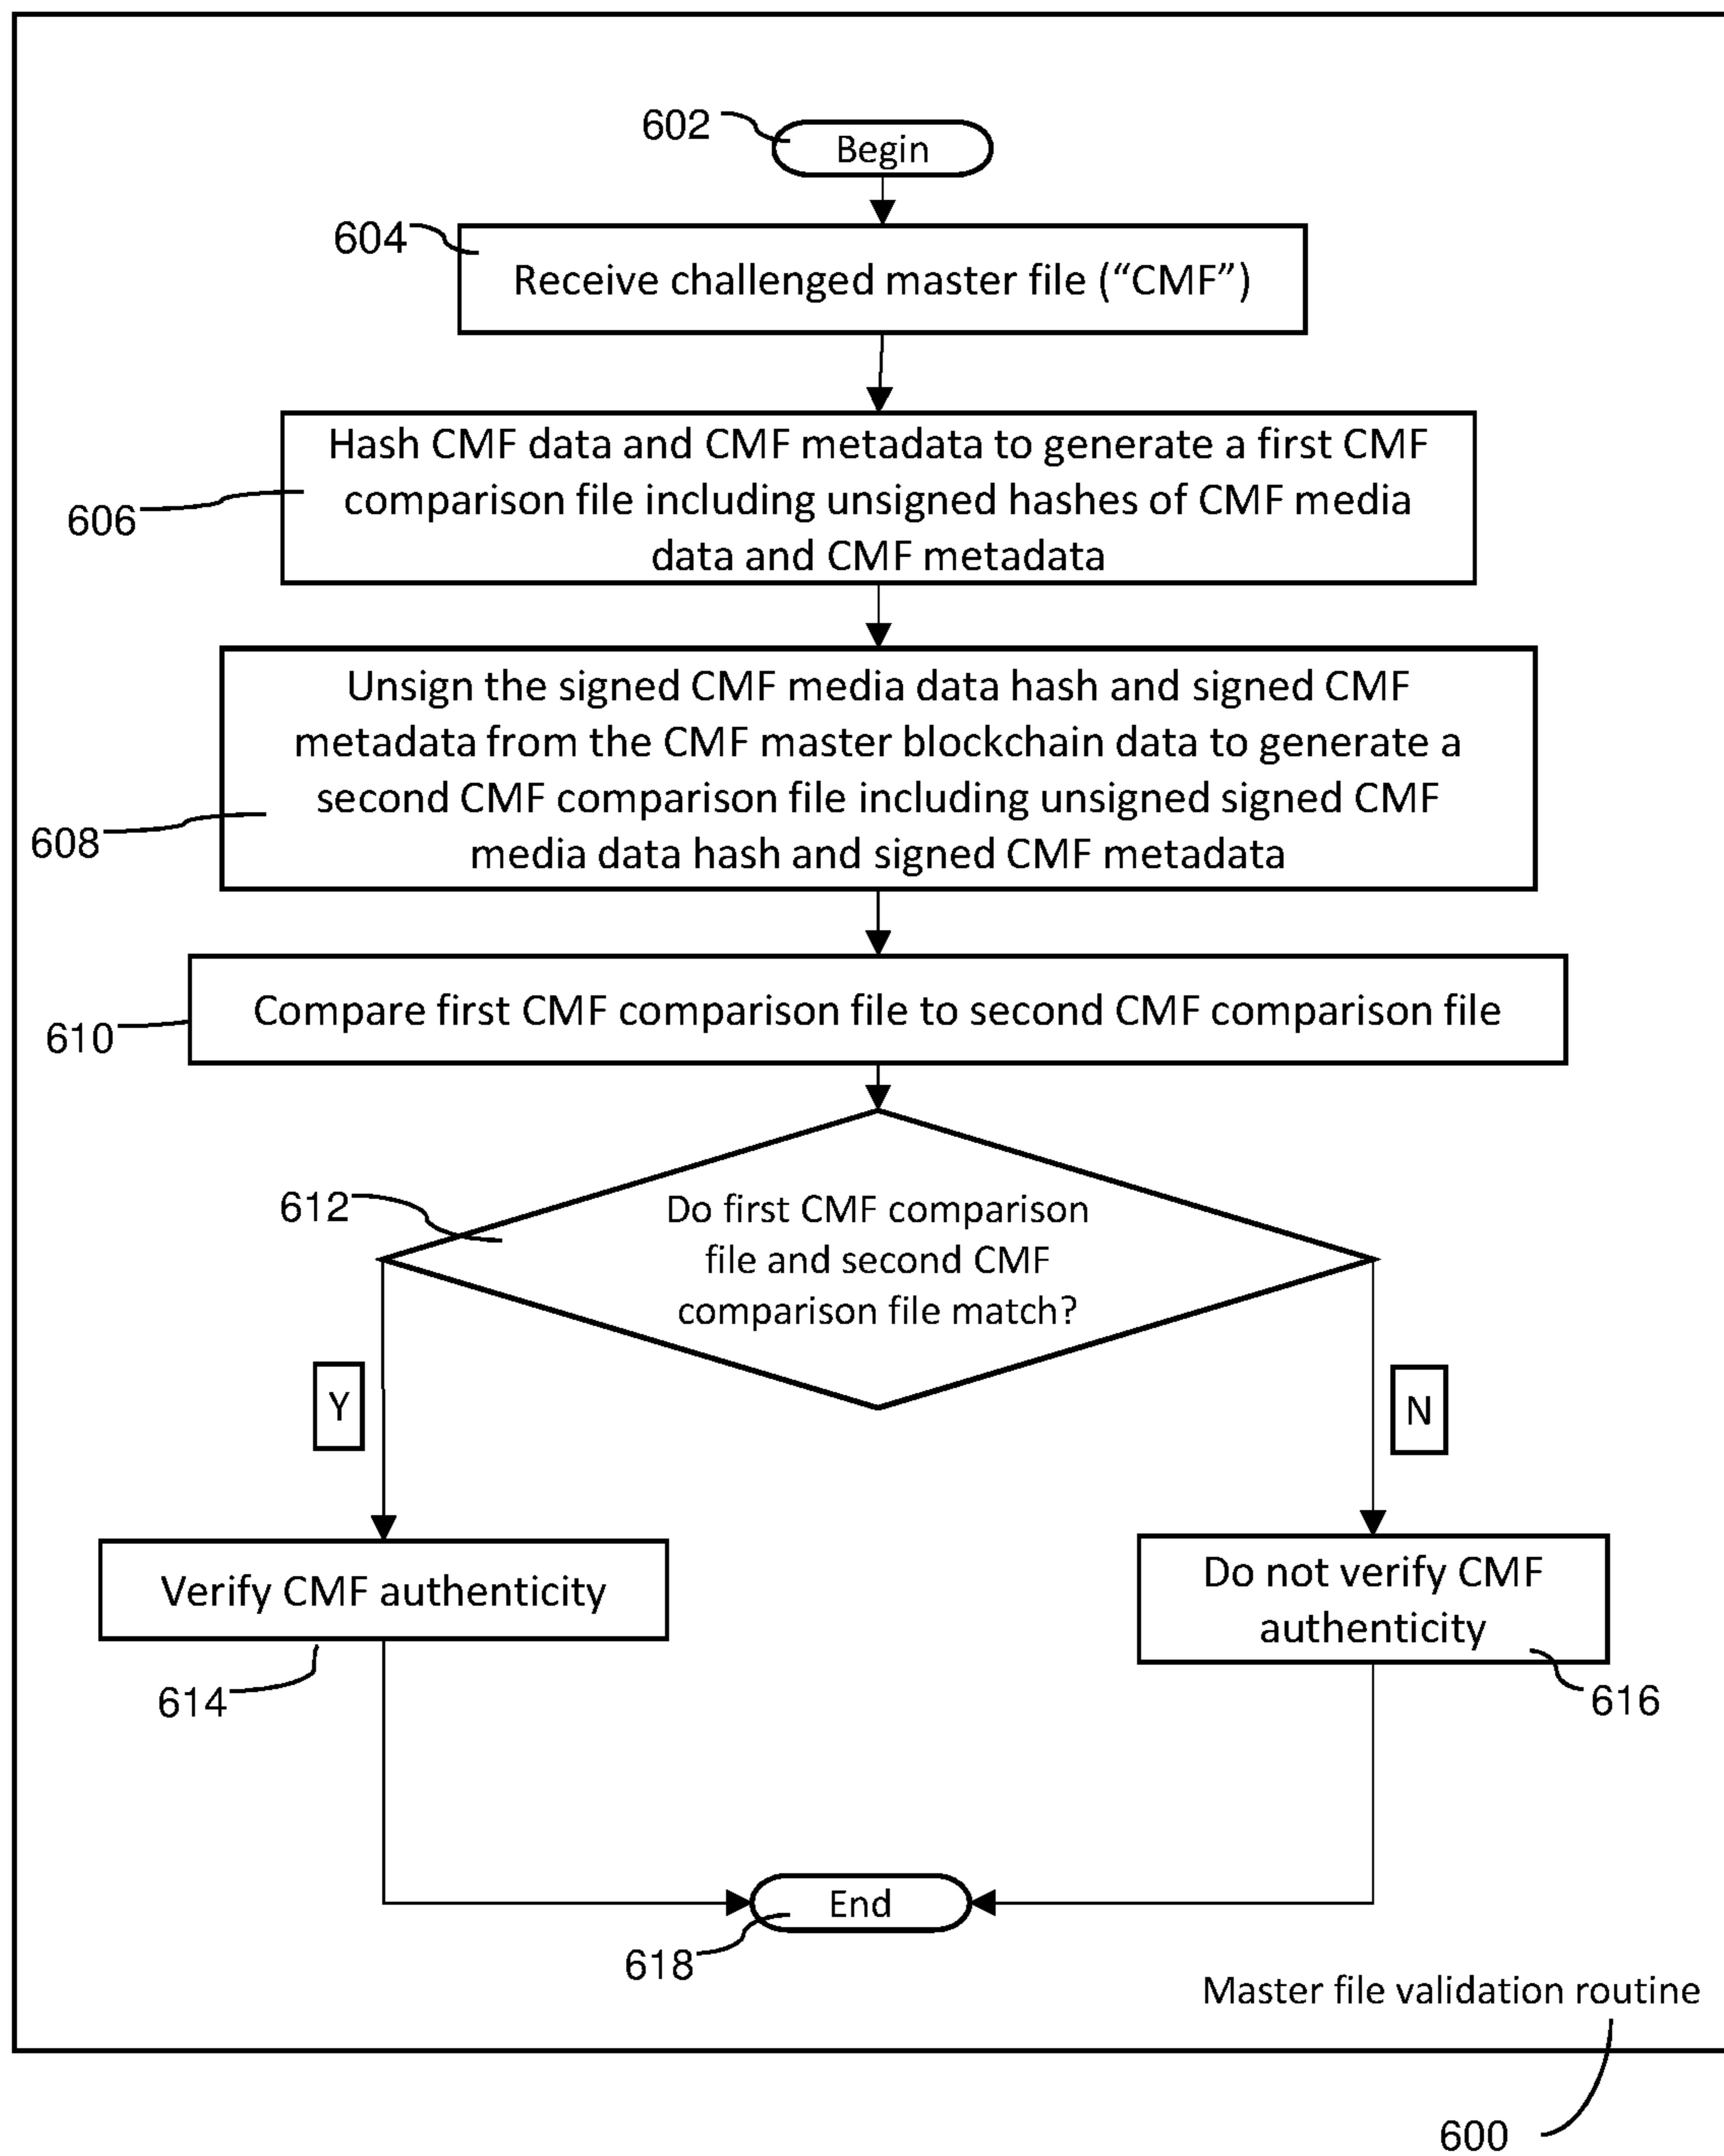 602
Begin
604
Receive challenged master file (“CMF”)
Hash CMF data and CMF metadata to generate a first CMF
comparison file including unsigned hashes of CMF media
data and CMF metadata
606
Unsign the signed CMF media data hash and signed CMF
metadata from the CMF master blockchain data to generate a
second CMF comparison file including unsigned signed CMF
media data hash and signed CMF metadata
608
Compare first CMF comparison file to second CMF comparison file
610
612
Do first CMF comparison
file and second CMF
comparison file match?
Y
N
Verify CMF authenticity
614
Do not verify CMF
authenticity
616
End
618
Master file validation routine
600